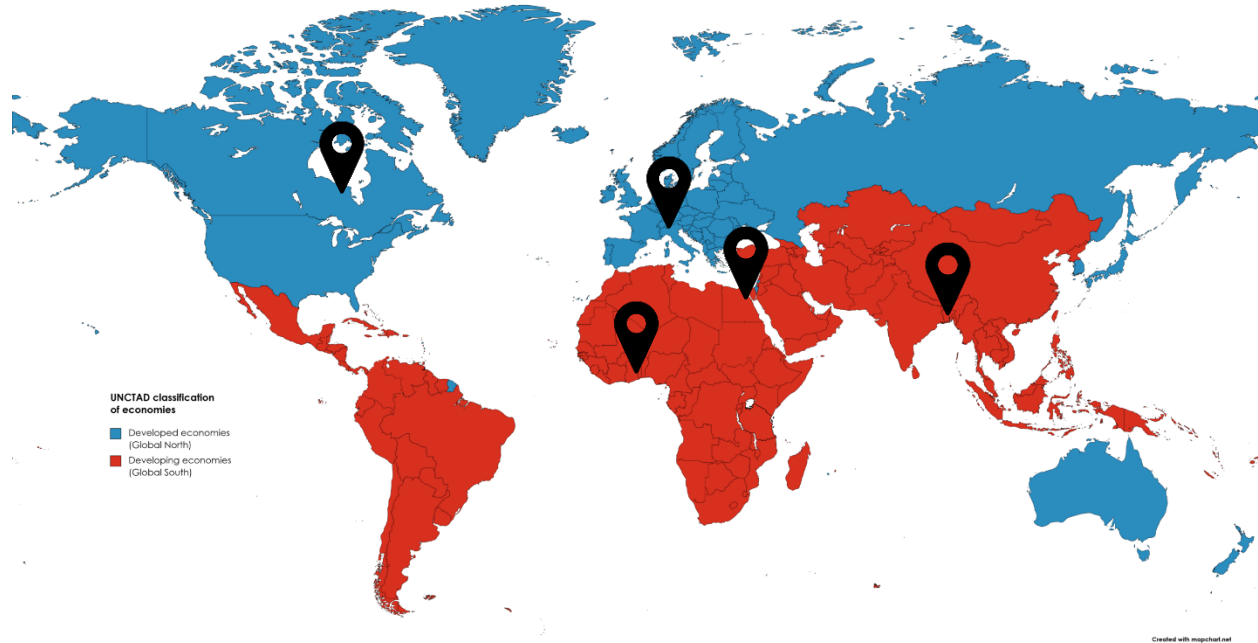 UNCTAD classification
of economies
Developed economies
(Global North)
Developing economies
(Global South)
Created with mapchart.net